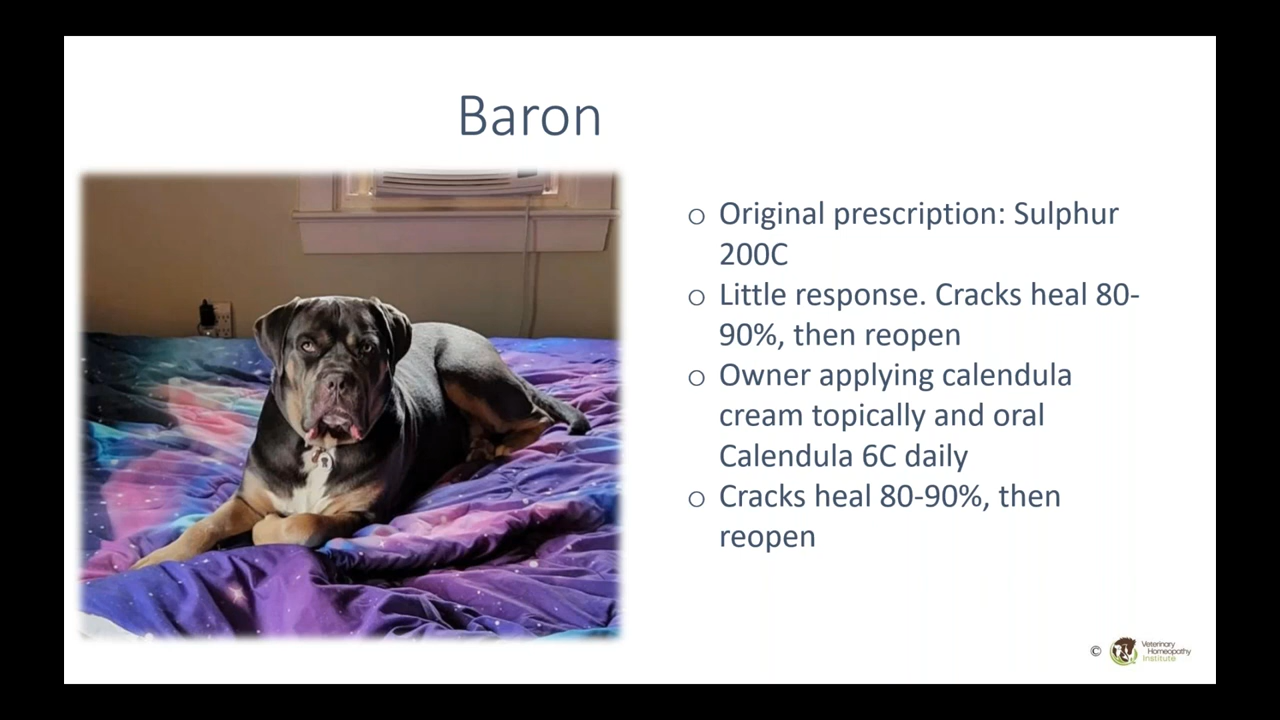 Baron
o Original prescription: Sulphur
200C
o Little response. Cracks heal 80-
90%, then reopen
o Owner applying calendula
cream topically and oral
Calendula 6C daily
o Cracks heal 80-90%, then
reopen
© Veterinary
Homeopathy
Institute